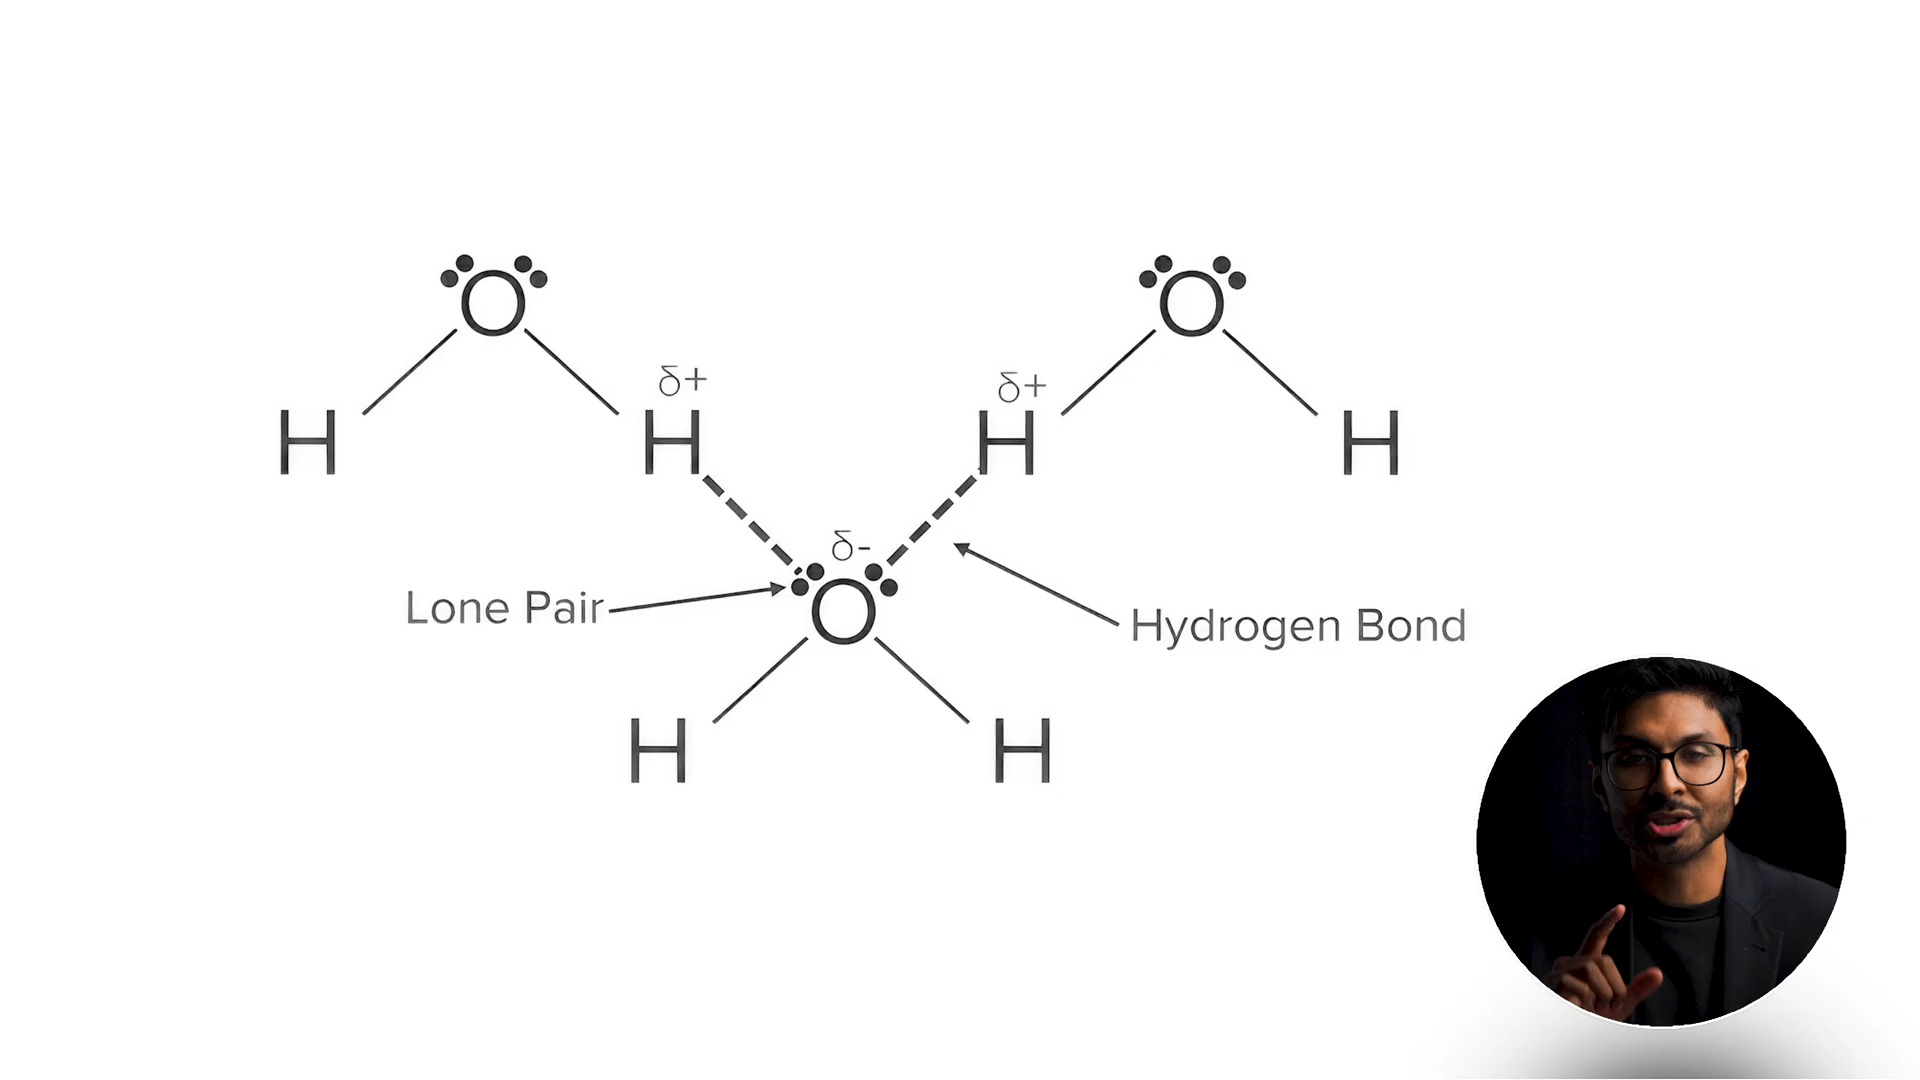 O
O
δ+
δ+
H
H
H
H
δ-
Lone Pair
O
Hydrogen Bond
H
H